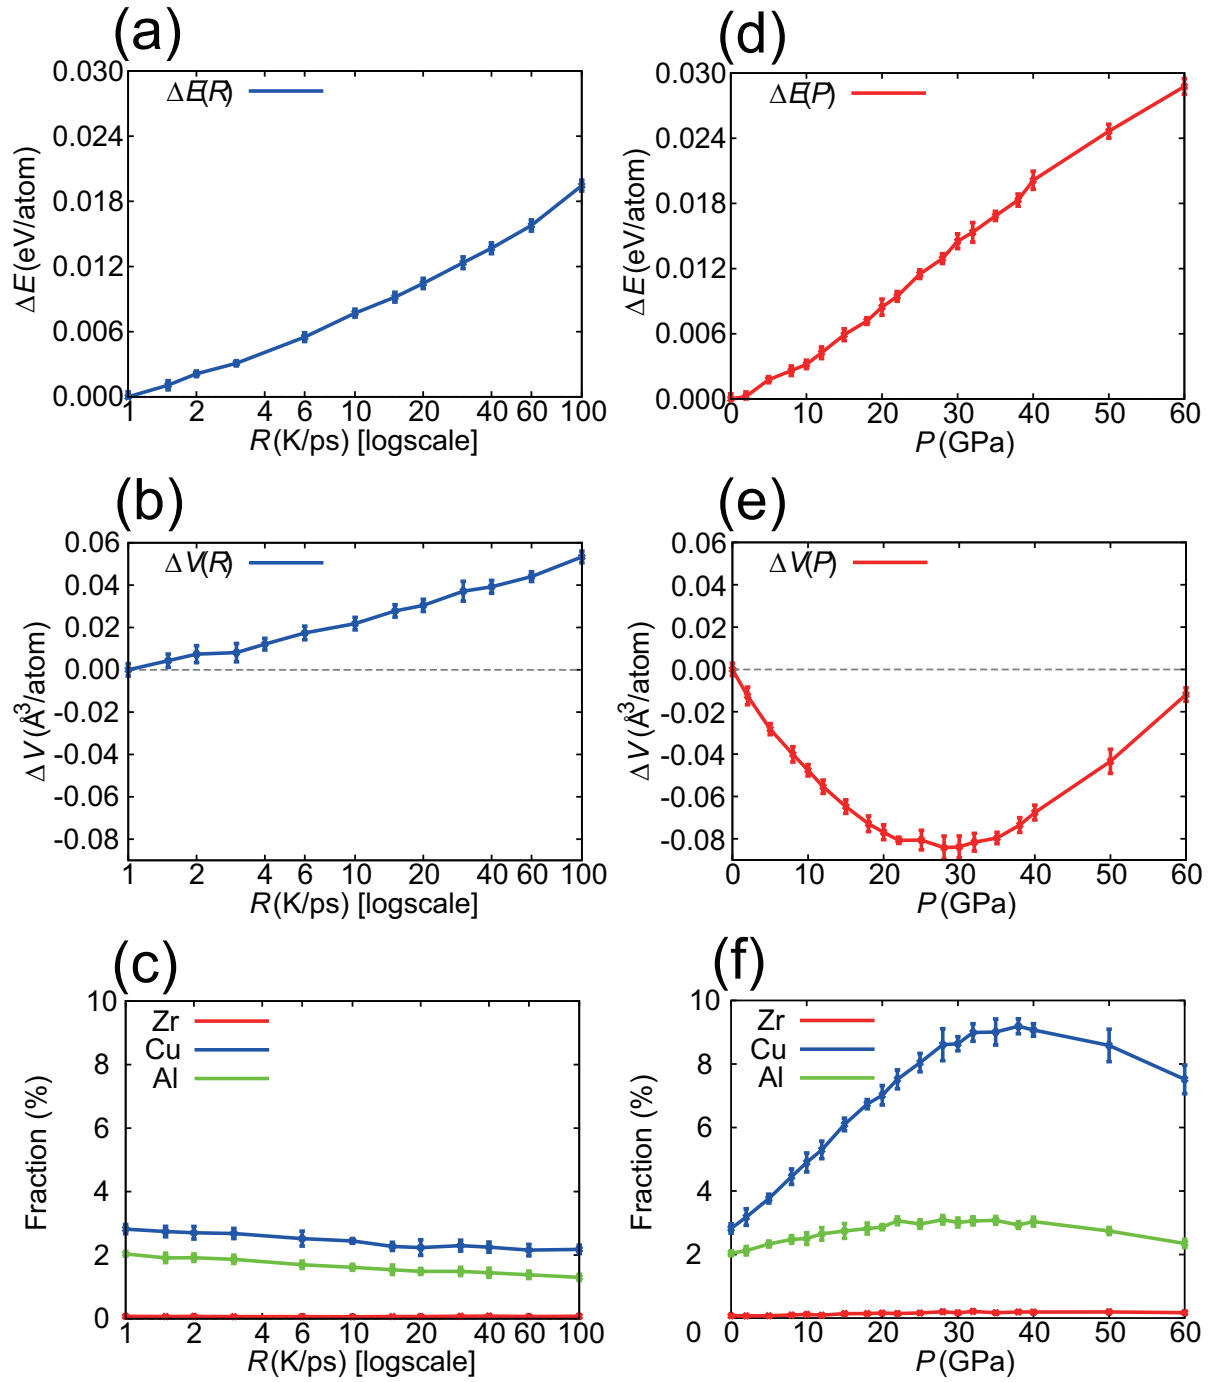 (a)
ΔE(R)
0.030
0.024
0.018
0.012
0.006
0.000
ΔE(eV/atom)
1 2 4 6 10 20 40 60 100
R(K/ps) [logscale]
(d)
ΔE(P)
0.030
0.024
0.018
0.012
0.006
0.000
ΔE(eV/atom)
0 10 20 30 40 50 60
P(GPa)
(b)
ΔV(R)
0.06
0.04
0.02
0.00
-0.02
-0.04
-0.06
-0.08
ΔV(Å³/atom)
1 2 4 6 10 20 40 60 100
R(K/ps) [logscale]
(e)
ΔV(P)
0.06
0.04
0.02
0.00
-0.02
-0.04
-0.06
-0.08
ΔV(Å³/atom)
0 10 20 30 40 50 60
P(GPa)
(c)
Zr
Cu
Al
10
8
6
4
2
0
Fraction (%)
1 2 4 6 10 20 40 60 100
R(K/ps) [logscale]
(f)
Zr
Cu
Al
10
8
6
4
2
0
Fraction (%)
0 10 20 30 40 50 60
P(GPa)